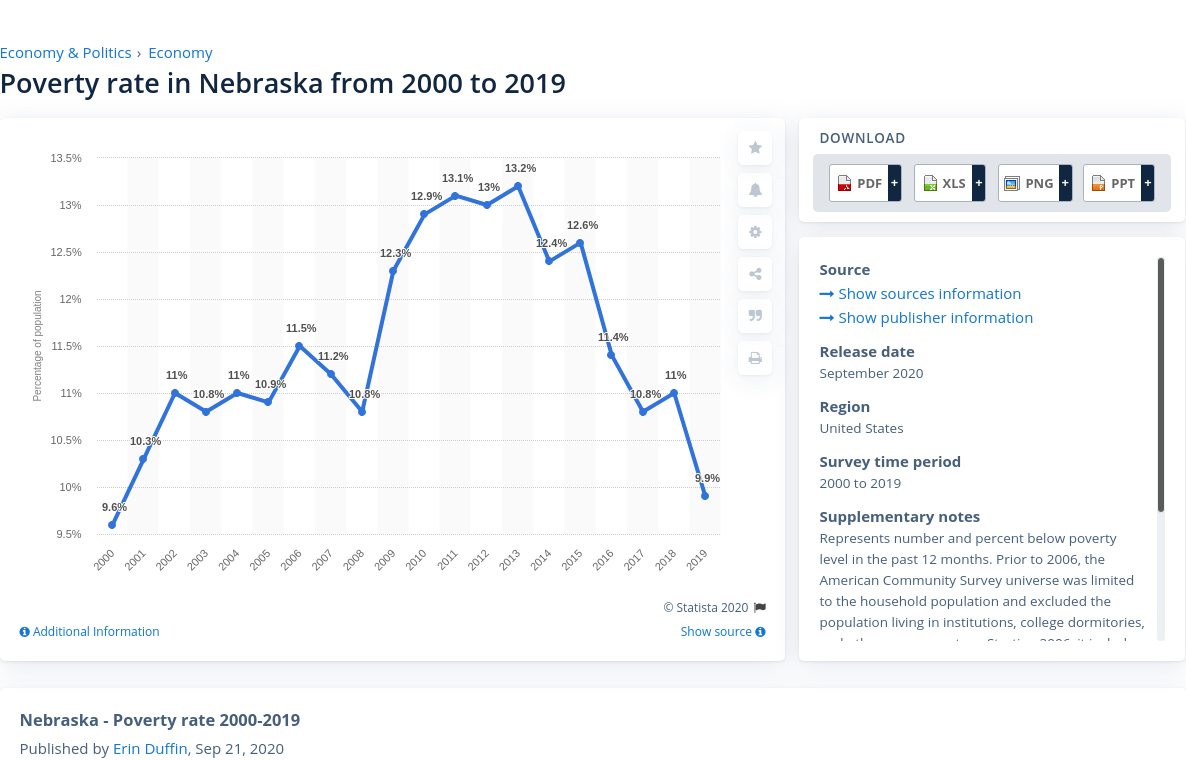 Economy & Politics › Economy
Poverty rate in Nebraska from 2000 to 2019
13.5%
13%
12.5%
12%
11.5%
11%
10.5%
10%
9.5%
Percentage of population
9.6%
10.3%
11%
10.8%
11%
10.9%
11.5%
11.2%
10.8%
12.3%
12.9%
13.1%
13%
13.2%
12.4%
12.6%
11.4%
10.8%
11%
9.9%
2000
2001
2002
2003
2004
2005
2006
2007
2008
2009
2010
2011
2012
2013
2014
2015
2016
2017
2018
2019
© Statista 2020
Additional Information
Show source
DOWNLOAD
PDF +
XLS +
PNG +
PPT +
Source
Show sources information
Show publisher information
Release date
September 2020
Region
United States
Survey time period
2000 to 2019
Supplementary notes
Represents number and percent below poverty
level in the past 12 months. Prior to 2006, the
American Community Survey universe was limited
to the household population and excluded the
population living in institutions, college dormitories,
Nebraska - Poverty rate 2000-2019
Published by Erin Duffin, Sep 21, 2020